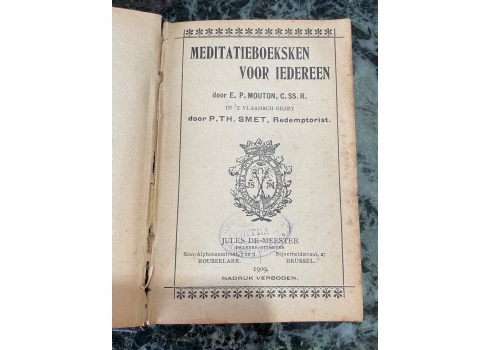 MEDITATIEBOEKSKEN
VOOR IEDEREEN
door E. P. MOUTON, C. SS. R.
IN 'T VLAAMSCH GEZET
door P. TH. SMET, Redemptorist.
JULES DE MEESTER
Sint-Alphonsusstraat, Nijverheidstraat, 27
ROUSSELARE. BRUSSEL.
1909.
NADRUK VERBODEN.